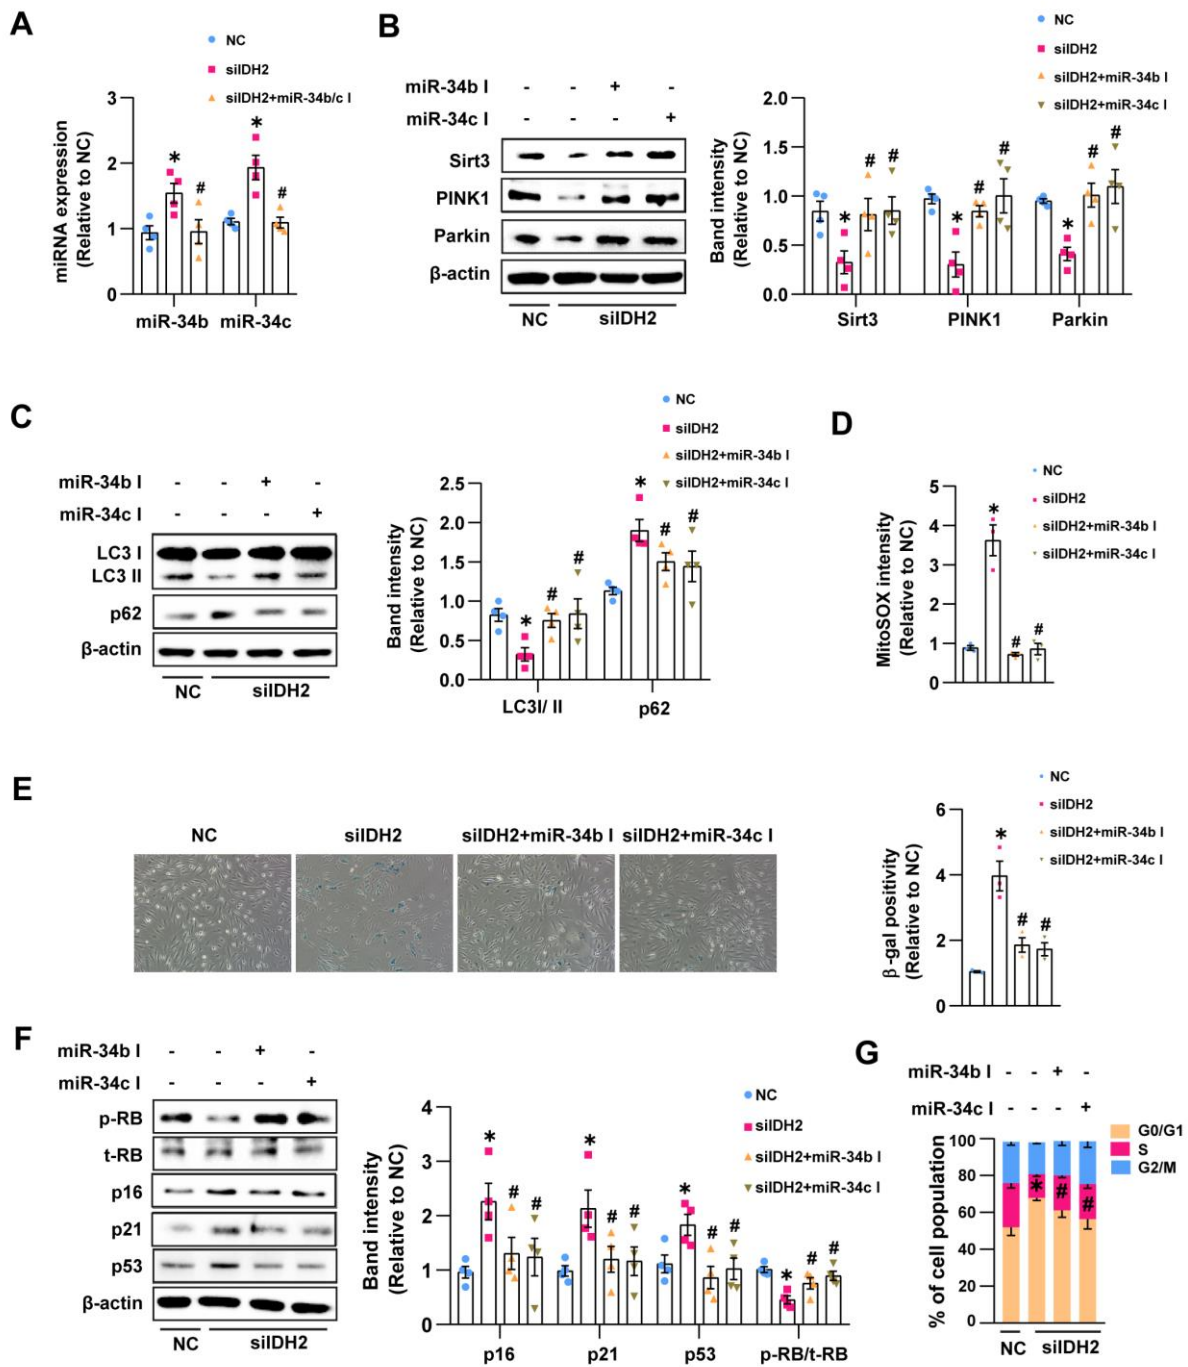 A
NC
siIDH2
siIDH2+miR-34b/c I
miRNA expression
(Relative to NC)
3
2
1
0
*
#
*
#
miR-34b miR-34c
B
miR-34b I - - + -
miR-34c I - - - +
Sirt3
PINK1
Parkin
β-actin
NC siIDH2
NC
siIDH2
siIDH2+miR-34b I
siIDH2+miR-34c I
Band intensity
(Relative to NC)
2.0
1.5
1.0
0.5
0.0
* # #
* # #
* # #
Sirt3 PINK1 Parkin
C
miR-34b I - - + -
miR-34c I - - - +
LC3 I
LC3 II
p62
β-actin
NC siIDH2
NC
siIDH2
siIDH2+miR-34b I
siIDH2+miR-34c I
Band intensity
(Relative to NC)
2.5
2.0
1.5
1.0
0.5
0.0
* # #
* # #
LC3I/ II p62
D
NC
siIDH2
siIDH2+miR-34b I
siIDH2+miR-34c I
MitoSOX intensity
(Relative to NC)
5
4
3
2
1
0
* # #
E
NC siIDH2 siIDH2+miR-34b I siIDH2+miR-34c I
NC
siIDH2
siIDH2+miR-34b I
siIDH2+miR-34c I
β-gal positivity
(Relative to NC)
6
4
2
0
* # #
F
miR-34b I - - + -
miR-34c I - - - +
p-RB
t-RB
p16
p21
p53
β-actin
NC siIDH2
NC
siIDH2
siIDH2+miR-34b I
siIDH2+miR-34c I
Band intensity
(Relative to NC)
4
3
2
1
0
* # #
* # #
* # #
* # #
p16 p21 p53 p-RB/t-RB
G
miR-34b I - - + -
miR-34c I - - - +
G0/G1
S
G2/M
% of cell population
100
80
60
40
20
0
* # #
NC siIDH2